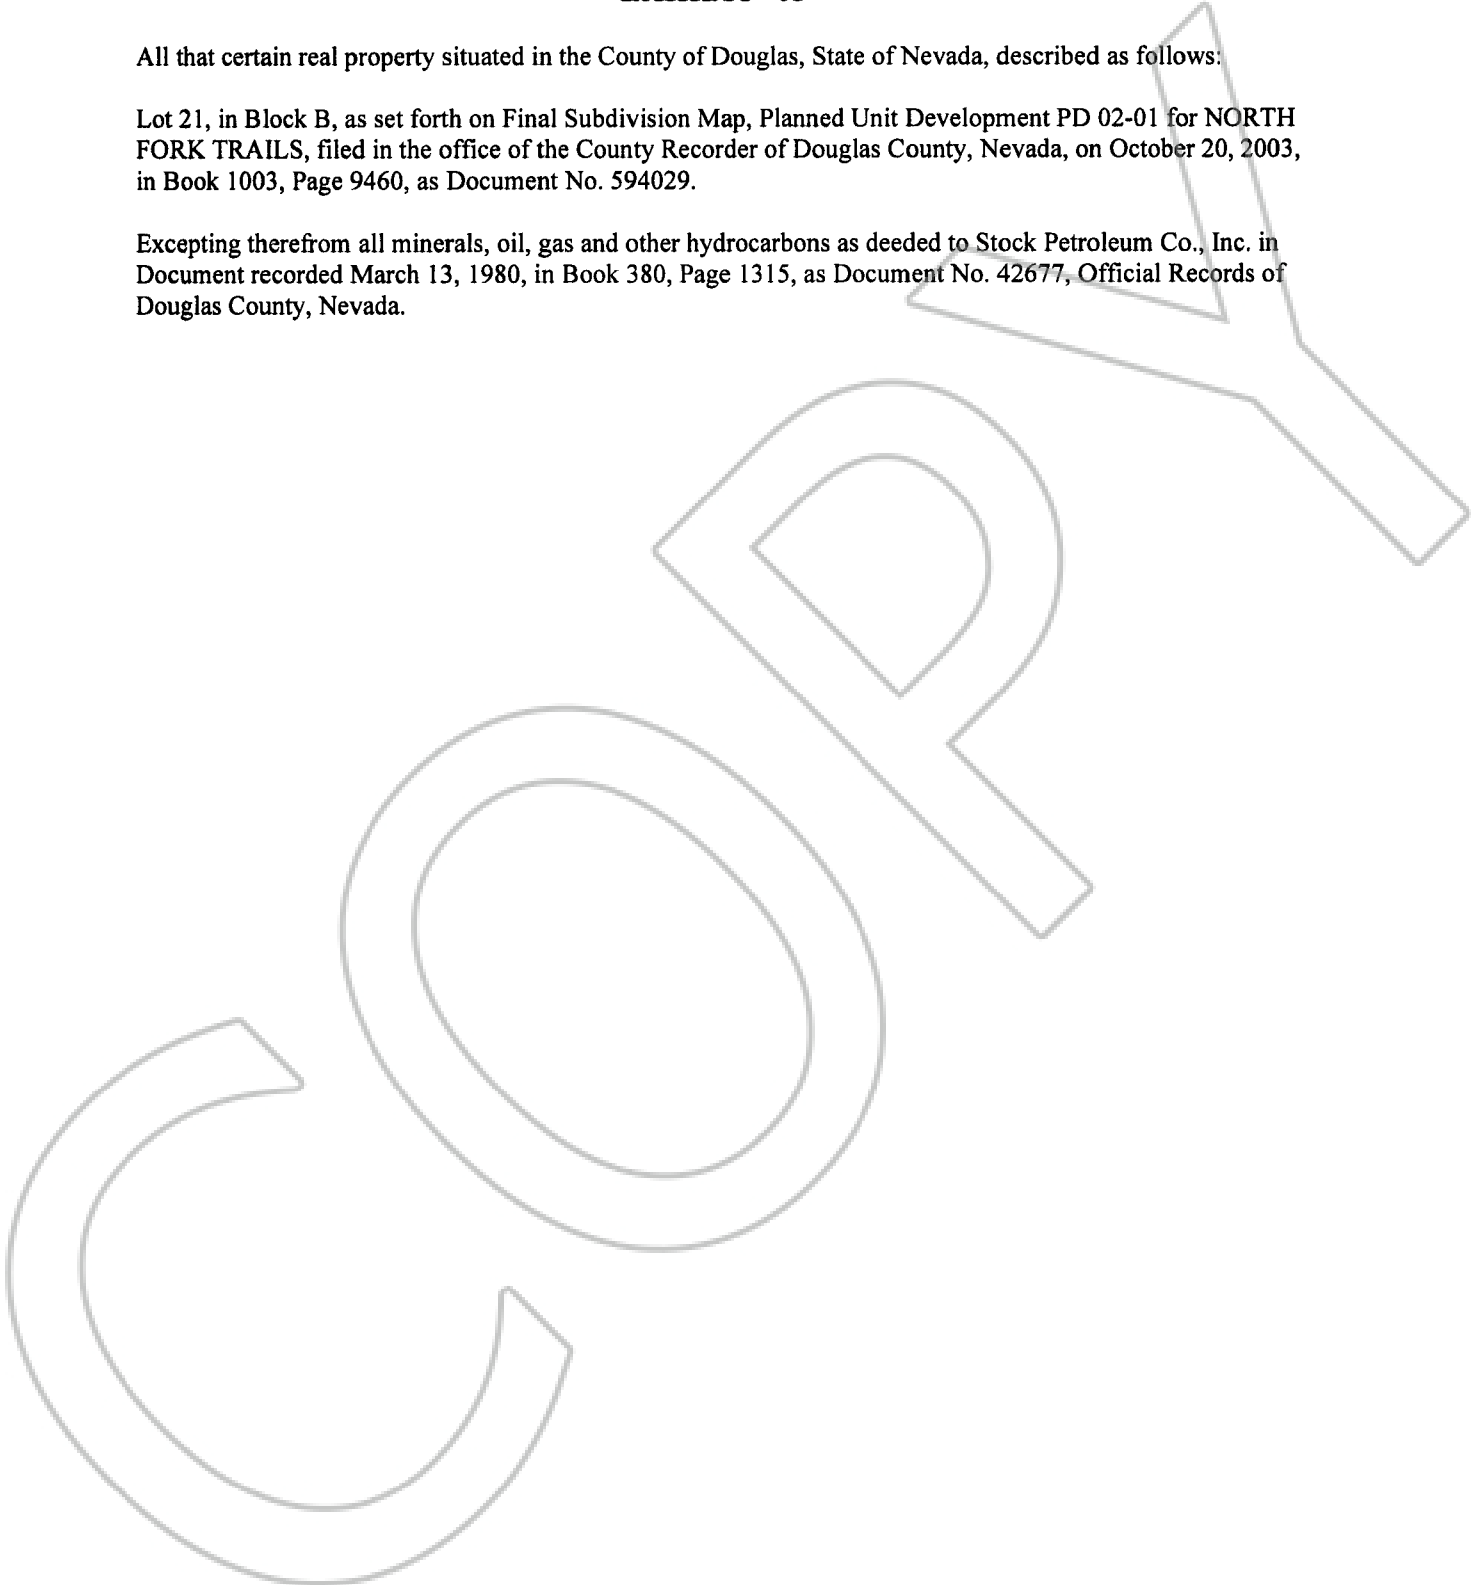 All that certain real property situated in the County of Douglas, State of Nevada, described as follows:
Lot 21, in Block B, as set forth on Final Subdivision Map, Planned Unit Development PD 02-01 for NORTH
FORK TRAILS, filed in the office of the County Recorder of Douglas County, Nevada, on October 20, 2003,
in Book 1003, Page 9460, as Document No. 594029.
Excepting therefrom all minerals, oil, gas and other hydrocarbons as deeded to Stock Petroleum Co., Inc. in
Document recorded March 13, 1980, in Book 380, Page 1315, as Document No. 42677, Official Records of
Douglas County, Nevada.
COPY